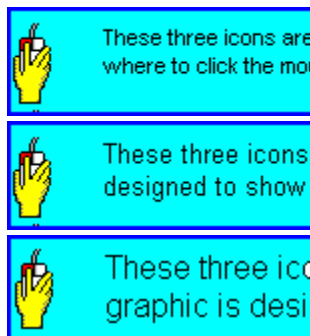 These three icons are
where to click the mou
These three icons
designed to show
These three ico
graphic is desi